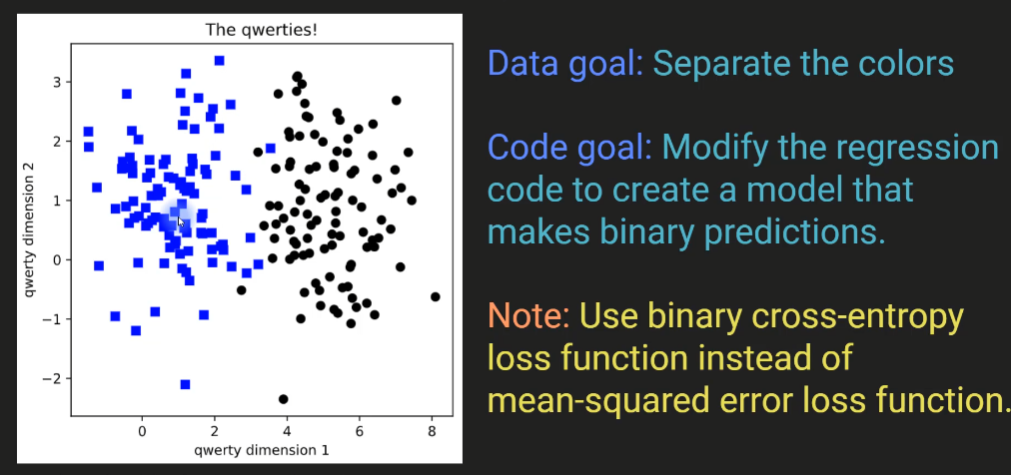 The qwerties!
3
2
1
0
−1
−2
qwerty dimension 2
0 2 4 6 8
qwerty dimension 1
Data goal: Separate the colors
Code goal: Modify the regression
code to create a model that
makes binary predictions.
Note: Use binary cross-entropy
loss function instead of
mean-squared error loss function.